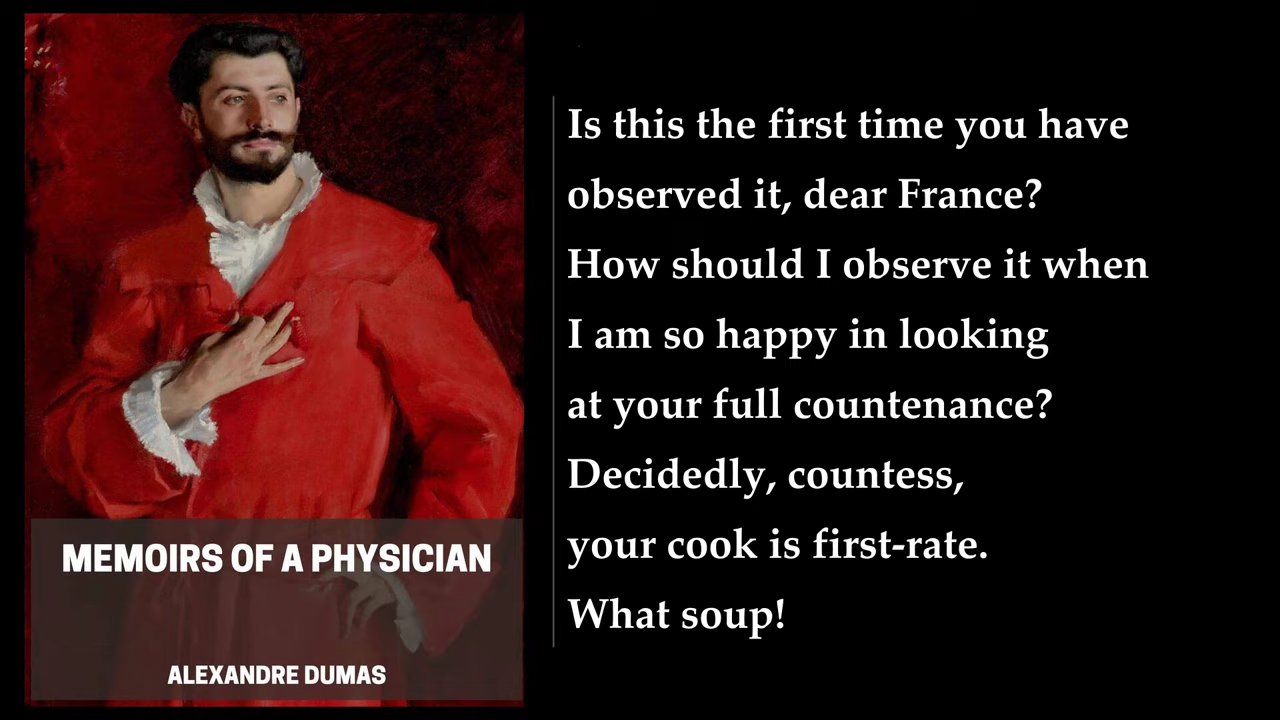 MEMOIRS OF A PHYSICIAN
ALEXANDRE DUMAS
Is this the first time you have
observed it, dear France?
How should I observe it when
I am so happy in looking
at your full countenance?
Decidedly, countess,
your cook is first-rate.
What soup!